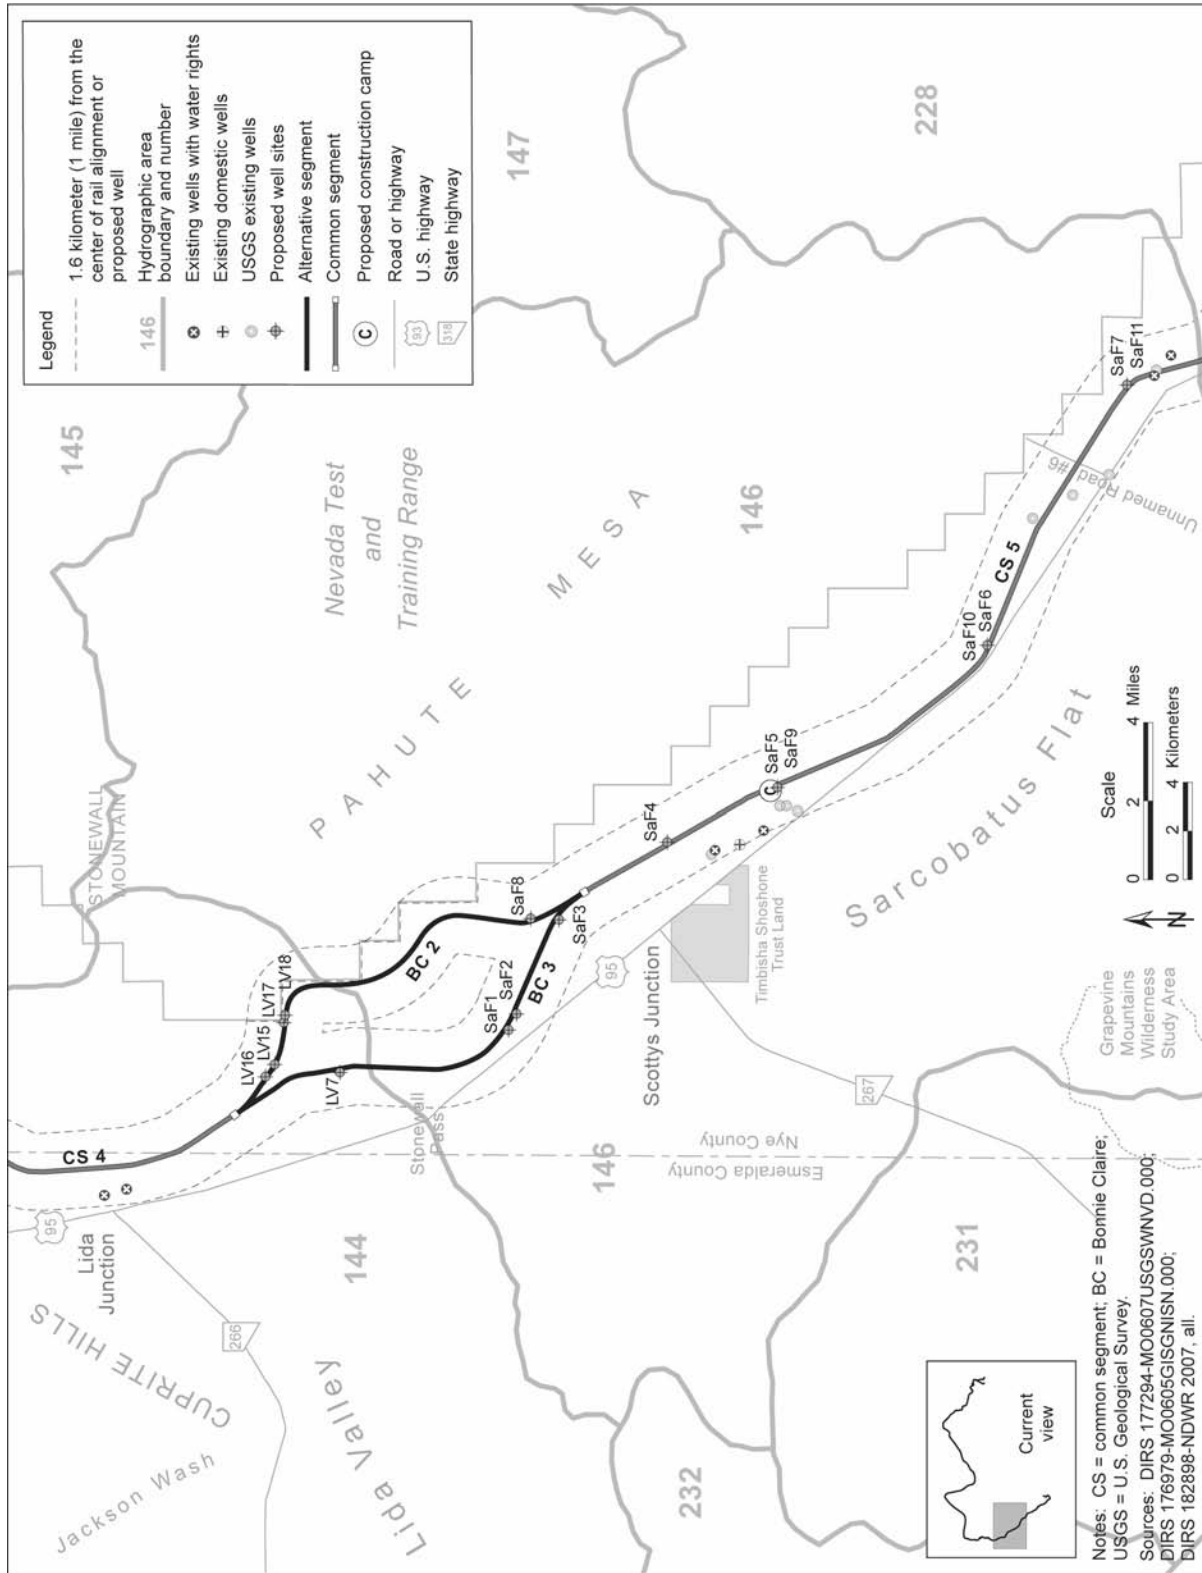 Legend
1.6 kilometer (1 mile) from the
center of rail alignment or
proposed well
146
Hydrographic area
boundary and number
Existing wells with water rights
Existing domestic wells
USGS existing wells
Proposed well sites
Alternative segment
Common segment
C
Proposed construction camp
Road or highway
93
U.S. highway
318
State highway
145
147
228
STONEWALL
MOUNTAIN
Nevada Test
and
Training Range
PAHUTE MESA
146
CS 4
95
Lida
Junction
CUPRITE HILLS
266
Jackson Wash
Lida Valley
144
LV16
LV15
LV17
LV18
LV7
BC 2
BC 3
Stonewall
Pass
SaF1
SaF2
SaF8
SaF3
SaF4
95
Scottys Junction
Timbisha Shoshone
Trust Land
C
SaF5
SaF9
SaF10
SaF6
CS 5
Unnamed Road #6
SaF7
SaF11
146
Nye County
Esmeralda County
267
Sarcobatus Flat
231
232
Grapevine
Mountains
Wilderness
Study Area
Scale
0 2 4 Miles
0 2 4 Kilometers
N
Current
view
Notes: CS = common segment; BC = Bonnie Claire;
USGS = U.S. Geological Survey.
Sources: DIRS 177294-MO0607USGSWNVD.000;
DIRS 176979-MO0605GISGNISN.000;
DIRS 182898-NDWR 2007, all.